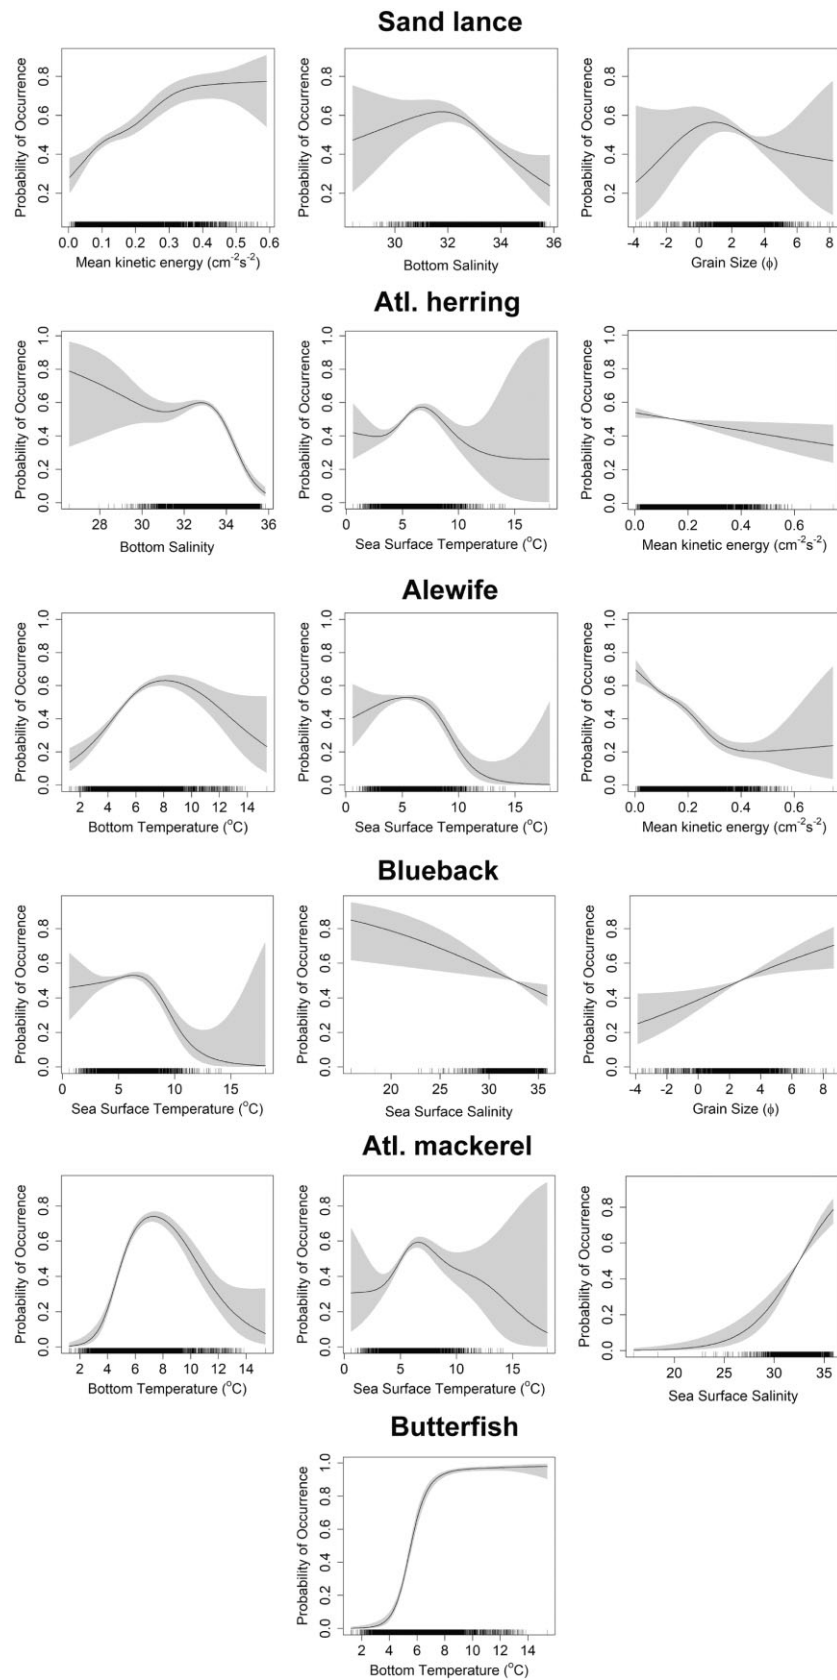 Sand lance
Probability of Occurrence
0.2 0.4 0.6 0.8
0.0 0.1 0.2 0.3 0.4 0.5 0.6
Mean kinetic energy (cm⁻²s⁻²)
Probability of Occurrence
0.2 0.4 0.6 0.8
30 32 34 36
Bottom Salinity
Probability of Occurrence
0.2 0.4 0.6 0.8
-4 -2 0 2 4 6 8
Grain Size (ϕ)
Atl. herring
Probability of Occurrence
0.0 0.2 0.4 0.6 0.8 1.0
28 30 32 34 36
Bottom Salinity
Probability of Occurrence
0.0 0.2 0.4 0.6 0.8 1.0
0 5 10 15
Sea Surface Temperature (°C)
Probability of Occurrence
0.0 0.2 0.4 0.6 0.8 1.0
0.0 0.2 0.4 0.6
Mean kinetic energy (cm⁻²s⁻²)
Alewife
Probability of Occurrence
0.0 0.2 0.4 0.6 0.8 1.0
2 4 6 8 10 12 14
Bottom Temperature (°C)
Probability of Occurrence
0.0 0.2 0.4 0.6 0.8 1.0
0 5 10 15
Sea Surface Temperature (°C)
Probability of Occurrence
0.0 0.2 0.4 0.6 0.8 1.0
0.0 0.2 0.4 0.6
Mean kinetic energy (cm⁻²s⁻²)
Blueback
Probability of Occurrence
0.0 0.2 0.4 0.6 0.8
0 5 10 15
Sea Surface Temperature (°C)
Probability of Occurrence
0.0 0.2 0.4 0.6 0.8
20 25 30 35
Sea Surface Salinity
Probability of Occurrence
0.0 0.2 0.4 0.6 0.8
-4 -2 0 2 4 6 8
Grain Size (ϕ)
Atl. mackerel
Probability of Occurrence
0.0 0.2 0.4 0.6 0.8
2 4 6 8 10 12 14
Bottom Temperature (°C)
Probability of Occurrence
0.0 0.2 0.4 0.6 0.8
0 5 10 15
Sea Surface Temperature (°C)
Probability of Occurrence
0.0 0.2 0.4 0.6 0.8
20 25 30 35
Sea Surface Salinity
Butterfish
Probability of Occurrence
0.0 0.2 0.4 0.6 0.8 1.0
2 4 6 8 10 12 14
Bottom Temperature (°C)